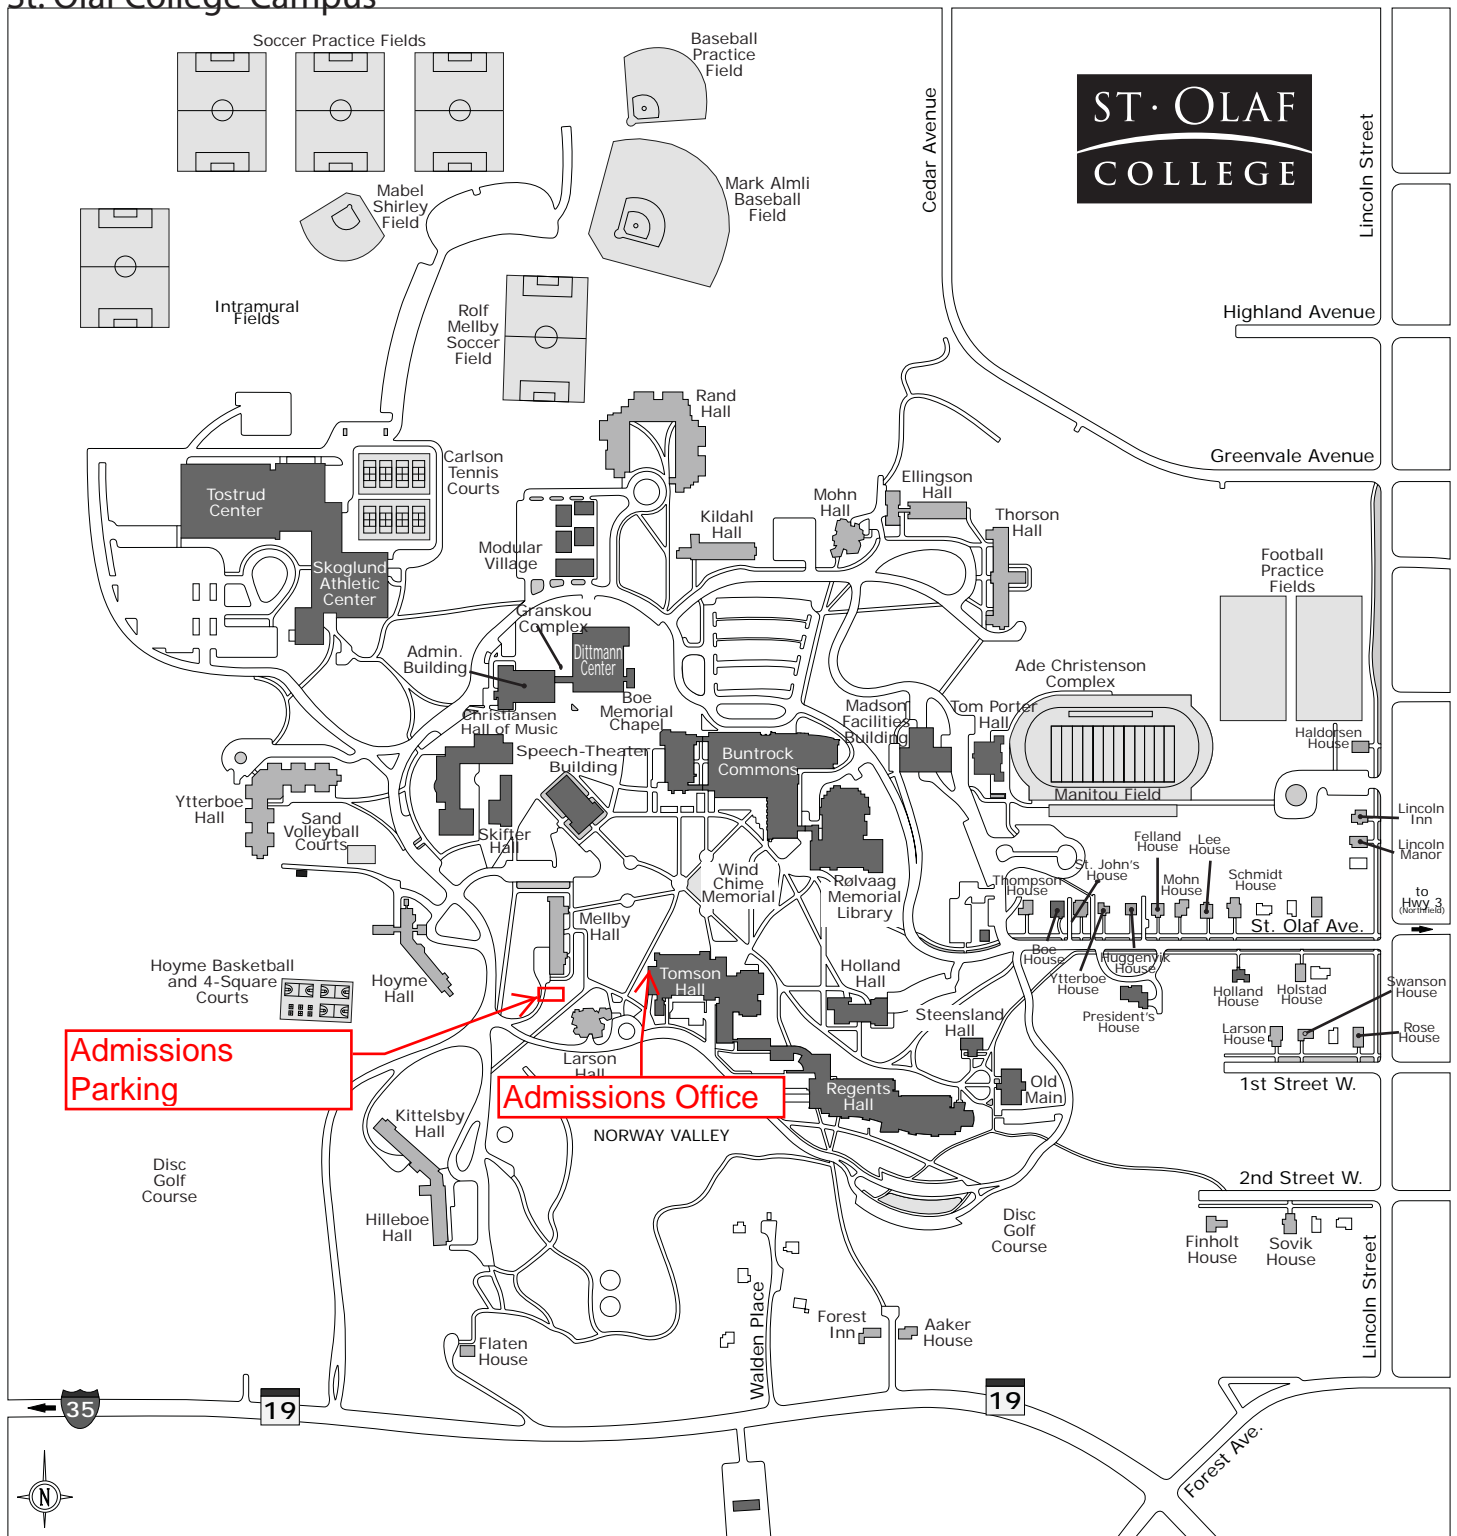 St. Olaf College Campus
Soccer Practice Fields
Baseball
Practice
Field
Cedar Avenue
ST · OLAF
COLLEGE
Lincoln Street
Mabel
Shirley
Field
Mark Almli
Baseball
Field
Intramural
Fields
Rolf
Mellby
Soccer
Field
Highland Avenue
Rand
Hall
Greenvale Avenue
Carlson
Tennis
Courts
Tostrud
Center
Ellingson
Hall
Mohn
Hall
Thorson
Hall
Kildahl
Hall
Modular
Village
Skoglund
Athletic
Center
Football
Practice
Fields
Granskou
Complex
Dittmann
Center
Admin.
Building
Boe
Memorial
Chapel
Christiansen
Hall of Music
Ade Christenson
Complex
Madson
Facilities
Building
Tom Porter
Hall
Haldorsen
House
Speech-Theater
Building
Buntrock
Commons
Manitou Field
Ytterboe
Hall
Sand
Volleyball
Courts
Skifter
Hall
Lincoln
Inn
Lincoln
Manor
Wind
Chime
Memorial
Rølvaag
Memorial
Library
Thompson
House
St. John's
House
Felland
House
Lee
House
Mohn
House
Schmidt
House
to
Hwy 3
(Northfield)
St. Olaf Ave.
Mellby
Hall
Boe
House
Ytterboe
House
Huggenvik
House
Hoyme Basketball
and 4-Square
Courts
Hoyme
Hall
Tomson
Hall
Holland
Hall
Steensland
Hall
President's
House
Holland
House
Holstad
House
Swanson
House
Larson
House
Rose
House
Admissions
Parking
Larson
Hall
Admissions Office
Regents
Hall
Old
Main
1st Street W.
Kittelsby
Hall
NORWAY VALLEY
Disc
Golf
Course
2nd Street W.
Hilleboe
Hall
Disc
Golf
Course
Finholt
House
Sovik
House
Lincoln Street
Walden Place
Forest
Inn
Aaker
House
Flaten
House
35
19
19
Forest Ave.
N